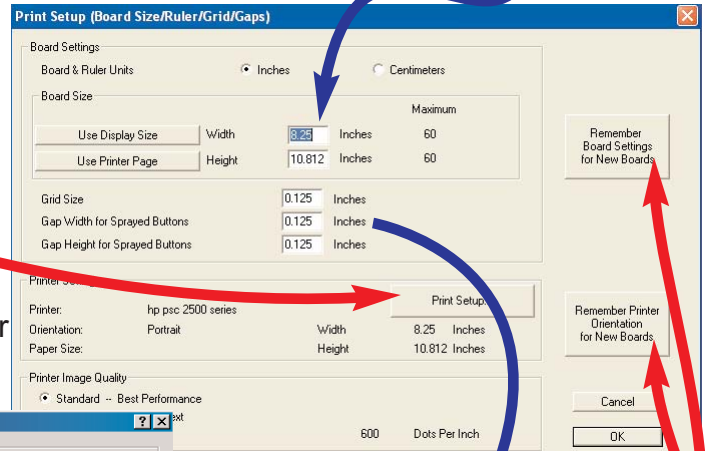 Print Setup (Board Size/Ruler/Grid/Gaps)
Board Settings
Board & Ruler Units Inches Centimeters
Board Size
Maximum
Use Display Size Width 8.25 Inches 60
Use Printer Page Height 10.812 Inches 60
Remember
Board Settings
for New Boards
Grid Size 0.125 Inches
Gap Width for Sprayed Buttons 0.125 Inches
Gap Height for Sprayed Buttons 0.125 Inches
Printer
Print Setup...
Printer: hp psc 2500 series
Orientation: Portrait Width 8.25 Inches
Paper Size: Height 10.812 Inches
Remember Printer
Orientation
for New Boards
r
Printer Image Quality
Standard -- Best Performance
600 Dots Per Inch
Cancel
OK